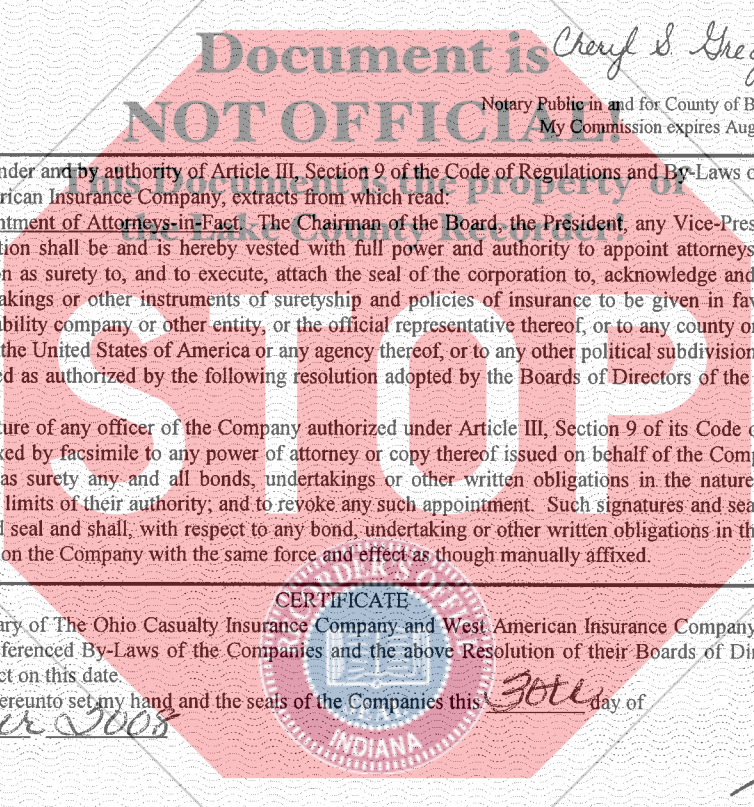 Document is
Cheryl S. Greg
NOT OFFICIAL!
Notary Public in and for County of B
My Commission expires Aug
This Document is the property of
the Lake County Recorder!
nder and by authority of Article III, Section 9 of the Code of Regulations and By-Laws o
rican Insurance Company, extracts from which read:
ntment of Attorneys-in-Fact. The Chairman of the Board, the President, any Vice-Pres
tion shall be and is hereby vested with full power and authority to appoint attorneys
on as surety to, and to execute, attach the seal of the corporation to, acknowledge and
akings or other instruments of suretyship and policies of insurance to be given in fav
bility company or other entity, or the official representative thereof, or to any county or
the United States of America or any agency thereof, or to any other political subdivision
ed as authorized by the following resolution adopted by the Boards of Directors of the
STOP
ture of any officer of the Company authorized under Article III, Section 9 of its Code o
xed by facsimile to any power of attorney or copy thereof issued on behalf of the Comp
as surety any and all bonds, undertakings or other written obligations in the nature
limits of their authority; and to revoke any such appointment. Such signatures and sea
d seal and shall, with respect to any bond, undertaking or other written obligations in th
on the Company with the same force and effect as though manually affixed.
CERTIFICATE
ary of The Ohio Casualty Insurance Company and West American Insurance Company
eferenced By-Laws of the Companies and the above Resolution of their Boards of Dir
ct on this date.
hereunto set my hand and the seals of the Companies this 30th day of
er 2008
RECORDER'S OFFI
INDIANA